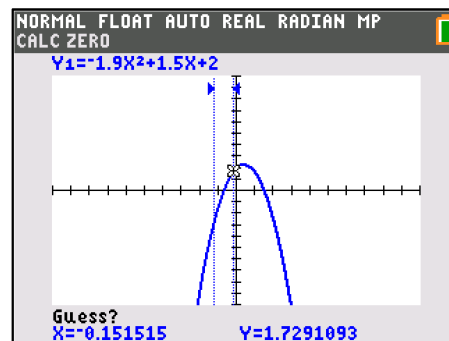 NORMAL FLOAT AUTO REAL RADIAN MP
CALC ZERO
Y₁=⁻1.9X²+1.5X+2
Guess?
X=⁻0.151515 Y=1.7291093